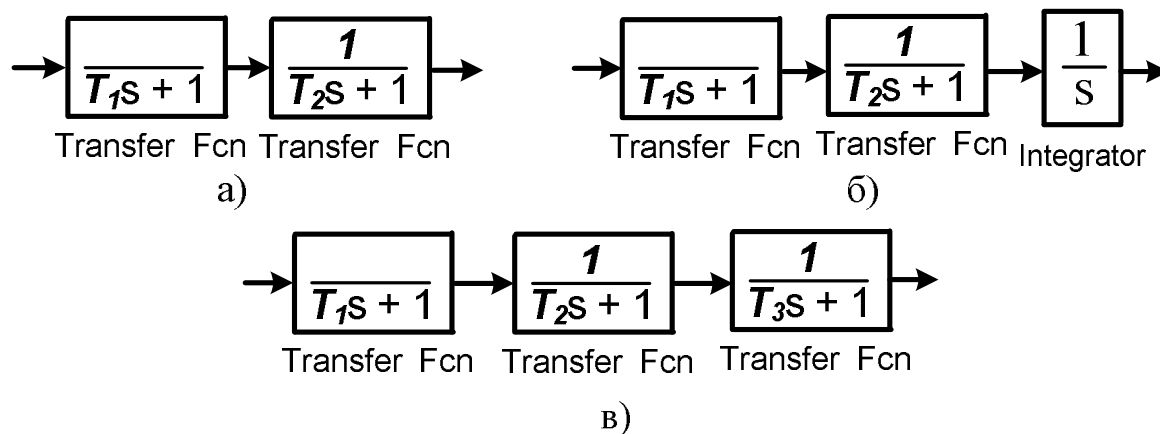 T₁s + 1
1
T₂s + 1
Transfer Fcn
Transfer Fcn
а)
T₁s + 1
1
T₂s + 1
1
s
Transfer Fcn
Transfer Fcn
Integrator
б)
T₁s + 1
1
T₂s + 1
1
T₃s + 1
Transfer Fcn
Transfer Fcn
Transfer Fcn
в)